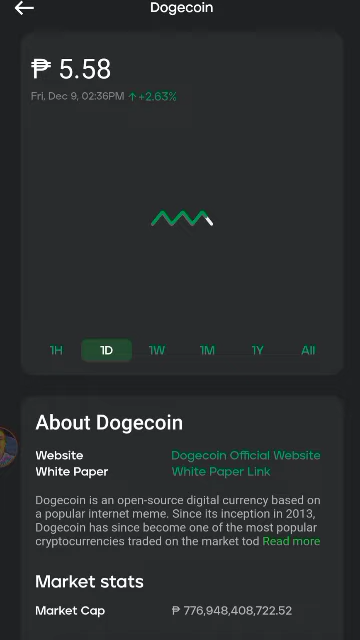 Dogecoin
₱ 5.58
Fri, Dec 9, 02:36PM ↑+2.63%
1H 1D 1W 1M 1Y All
About Dogecoin
Website Dogecoin Official Website
White Paper White Paper Link
Dogecoin is an open-source digital currency based on
a popular internet meme. Since its inception in 2013,
Dogecoin has since become one of the most popular
cryptocurrencies traded on the market tod Read more
Market stats
Market Cap ₱ 776,948,408,722.52